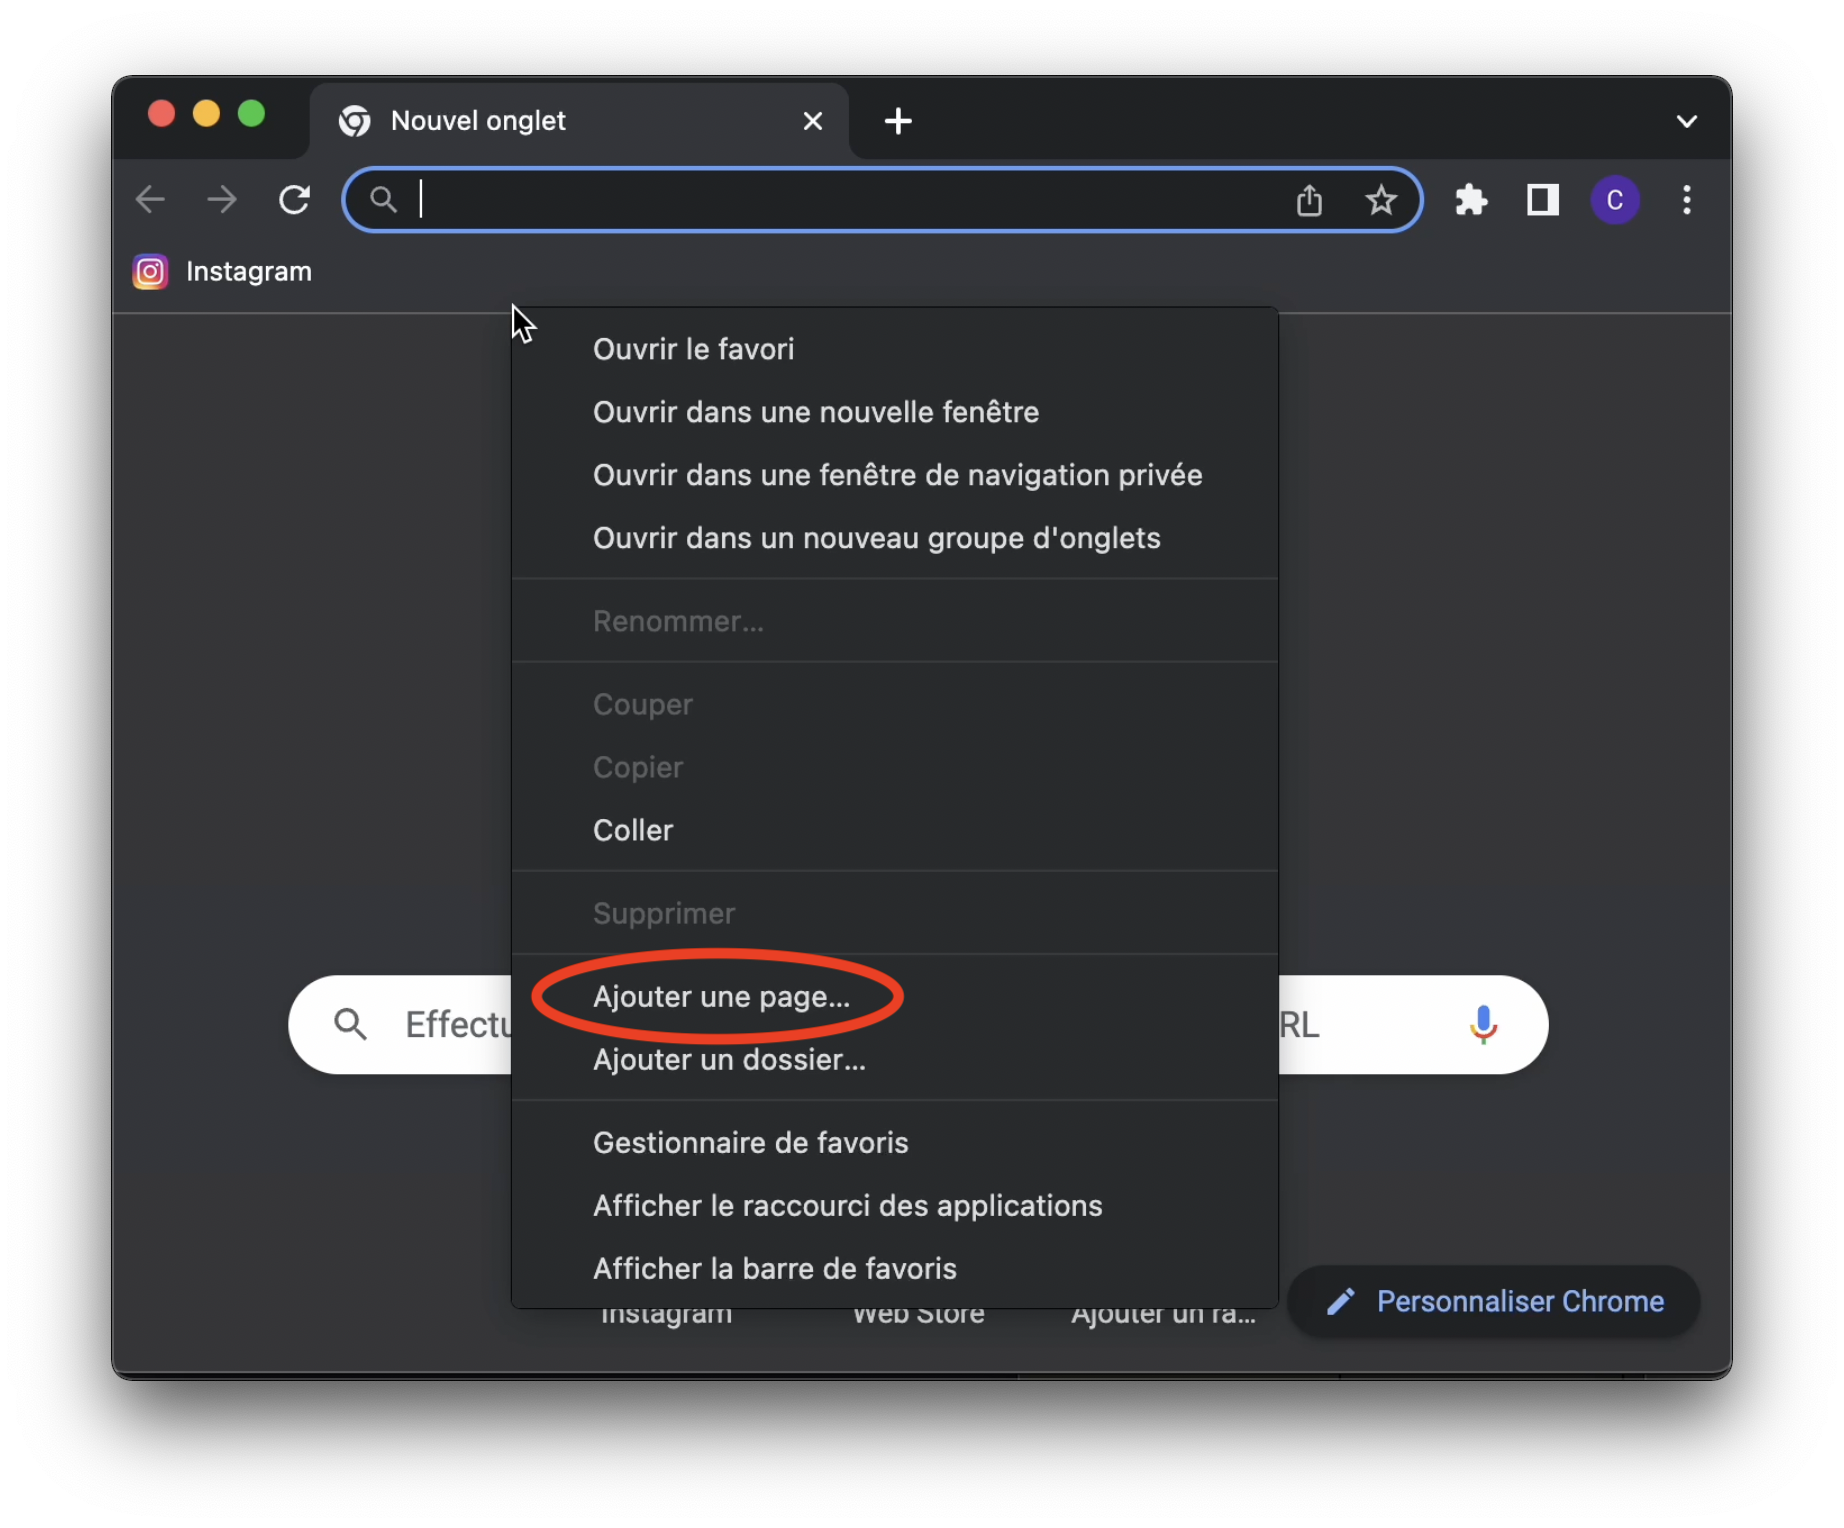 Nouvel onglet
C
Instagram
Ouvrir le favori
Ouvrir dans une nouvelle fenêtre
Ouvrir dans une fenêtre de navigation privée
Ouvrir dans un nouveau groupe d'onglets
Renommer...
Couper
Copier
Coller
Supprimer
Ajouter une page...
Effectu RL
Ajouter un dossier...
Gestionnaire de favoris
Afficher le raccourci des applications
Afficher la barre de favoris
Instagram Web Store Ajouter un ra... Personnaliser Chrome